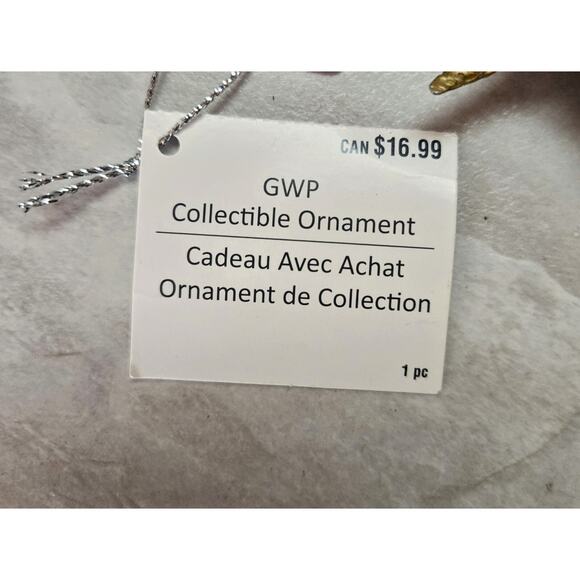 CAN $16.99
GWP
Collectible Ornament
Cadeau Avec Achat
Ornament de Collection
1 pc